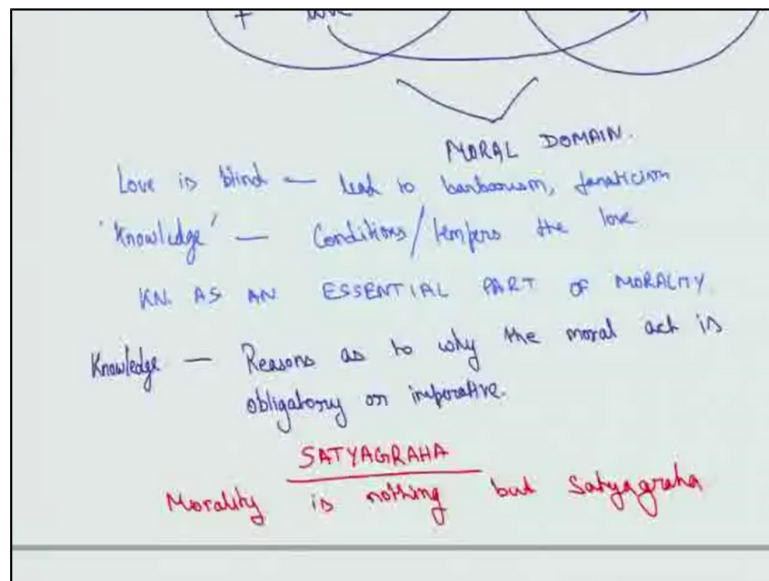 + love
MORAL DOMAIN.
Love is blind — lead to barbarism, fanaticism
'Knowledge' — Conditions/tempers the love
KN. AS AN ESSENTIAL PART OF MORALITY.
Knowledge — Reasons as to why the moral act is
obligatory or imperative.
SATYAGRAHA
Morality is nothing but Satyagraha